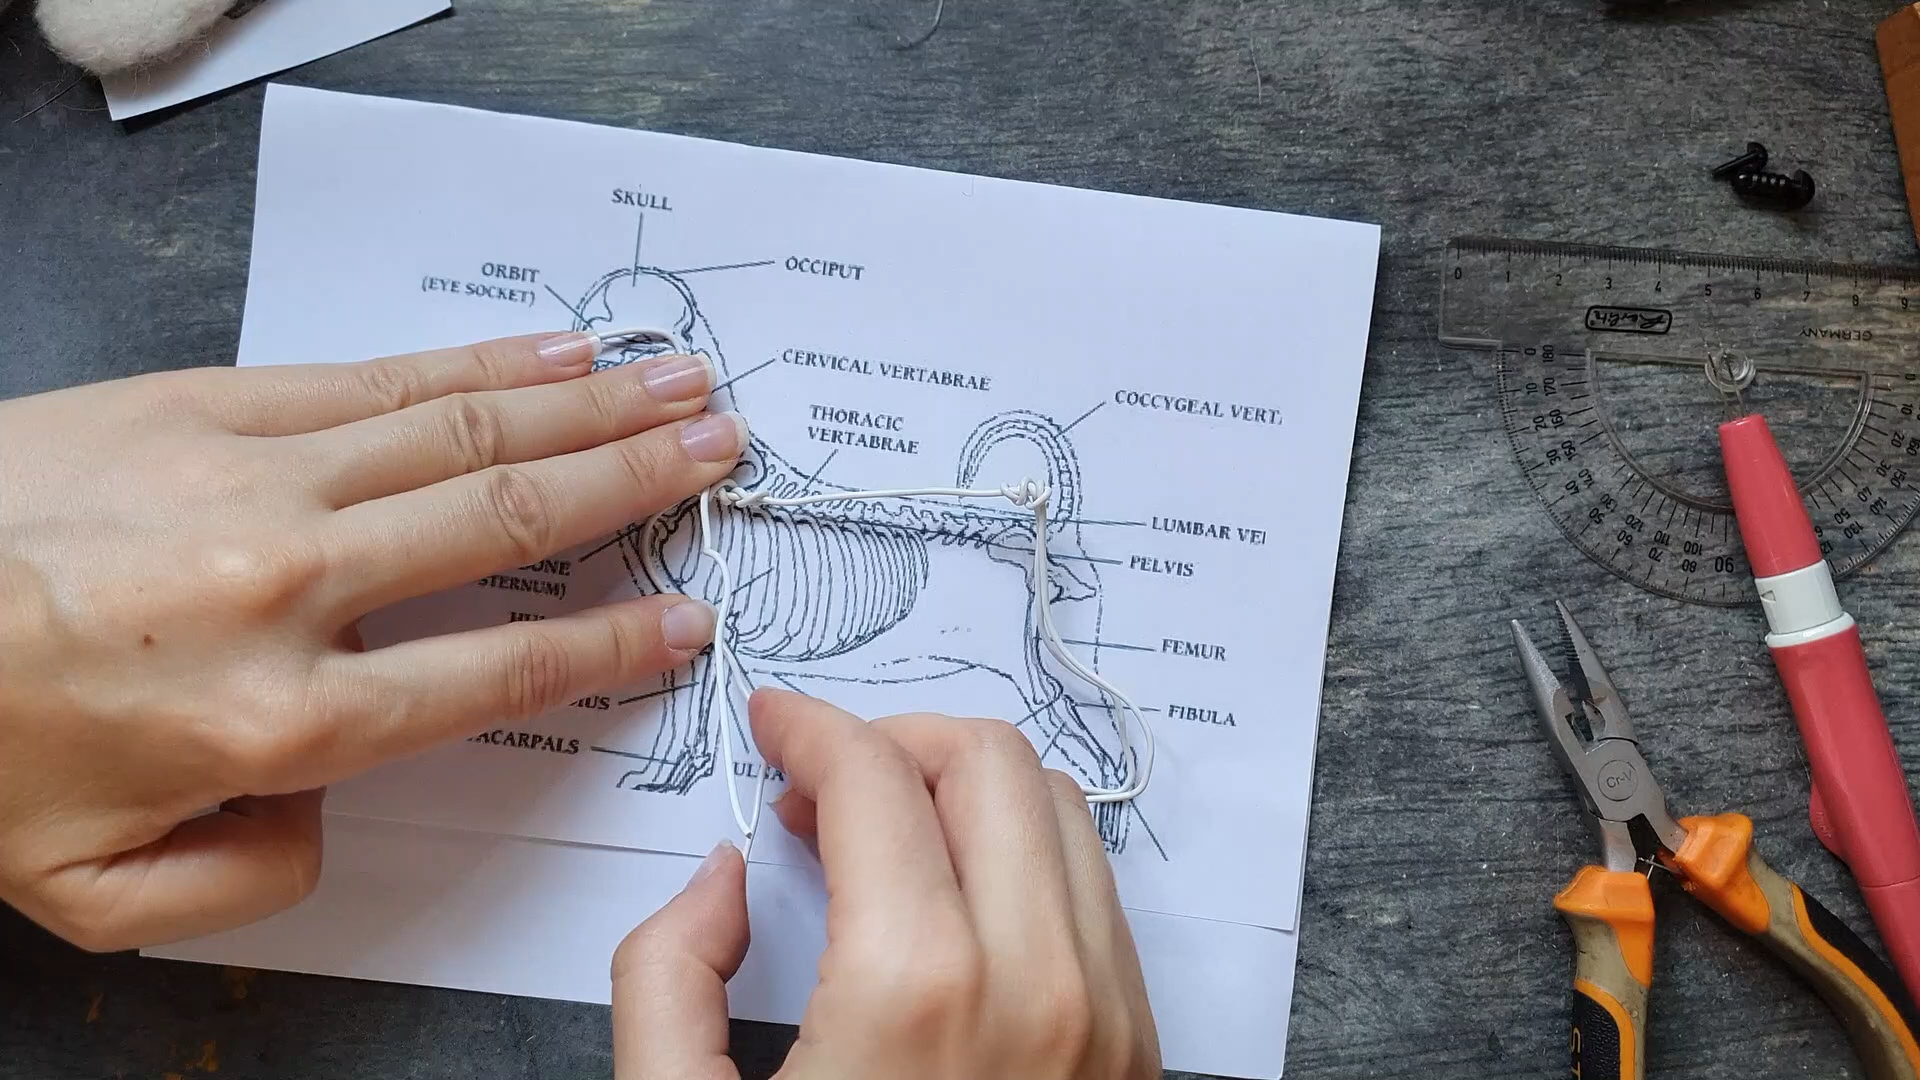 SKULL
OCCIPUT
ORBIT
(EYE SOCKET)
CERVICAL VERTABRAE
THORACIC
VERTABRAE
COCCYGEAL VERT.
LUMBAR VE
PELVIS
STERNUM)
FEMUR
FIBULA
ACARPALS
ULNA
0 1 2 3 4 5 6 7 8 9
GERMANY
Cr-V